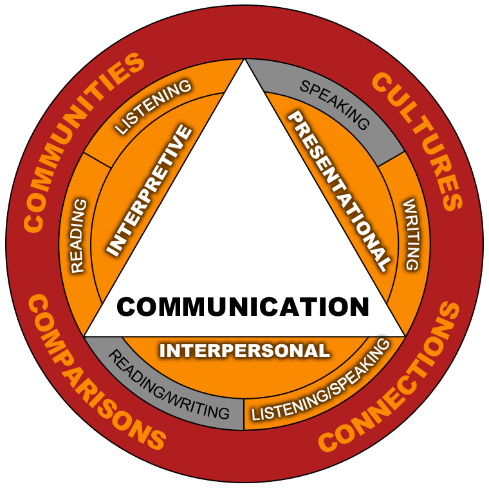 COMMUNITIES
CULTURES
LISTENING
SPEAKING
INTERPRETIVE
PRESENTATIONAL
READING
WRITING
COMMUNICATION
INTERPERSONAL
READING/WRITING
LISTENING/SPEAKING
COMPARISONS
CONNECTIONS